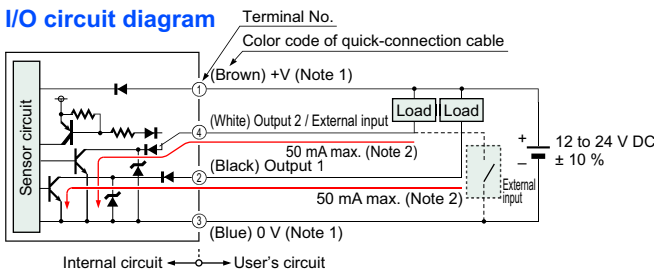 I/O circuit diagram
Terminal No.
Color code of quick-connection cable
1
(Brown) +V (Note 1)
Load
Load
4
(White) Output 2 / External input
Sensor circuit
50 mA max. (Note 2)
+
12 to 24 V DC
–
± 10 %
2
(Black) Output 1
External
input
50 mA max. (Note 2)
3
(Blue) 0 V (Note 1)
Internal circuit
User's circuit